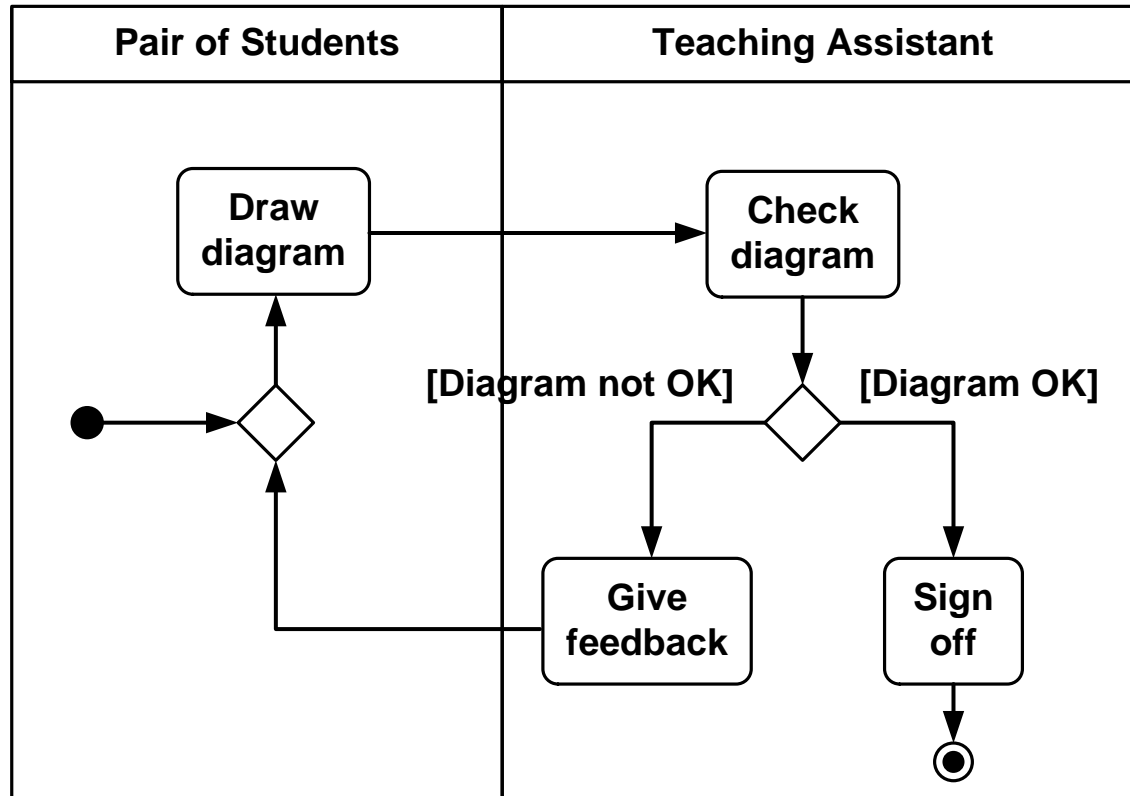 Pair of Students
Teaching Assistant
Draw
diagram
Check
diagram
[Diagram not OK]
[Diagram OK]
Give
feedback
Sign
off